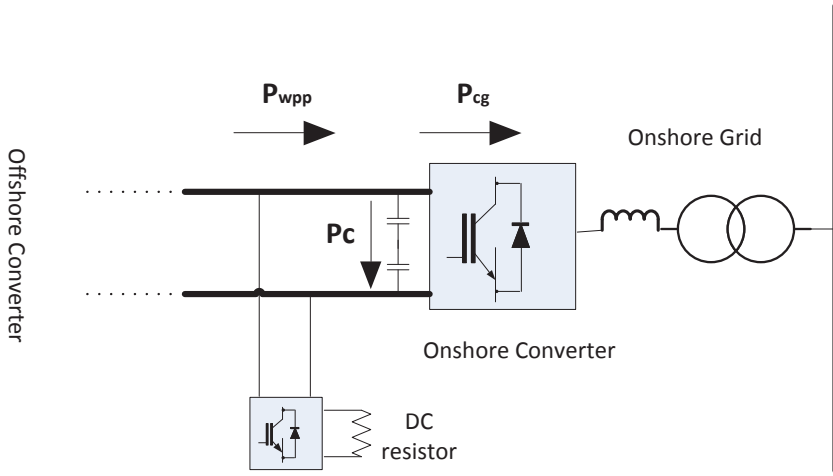 Pwpp
Pcg
Onshore Grid
Offshore Converter
Pc
Onshore Converter
DC
resistor